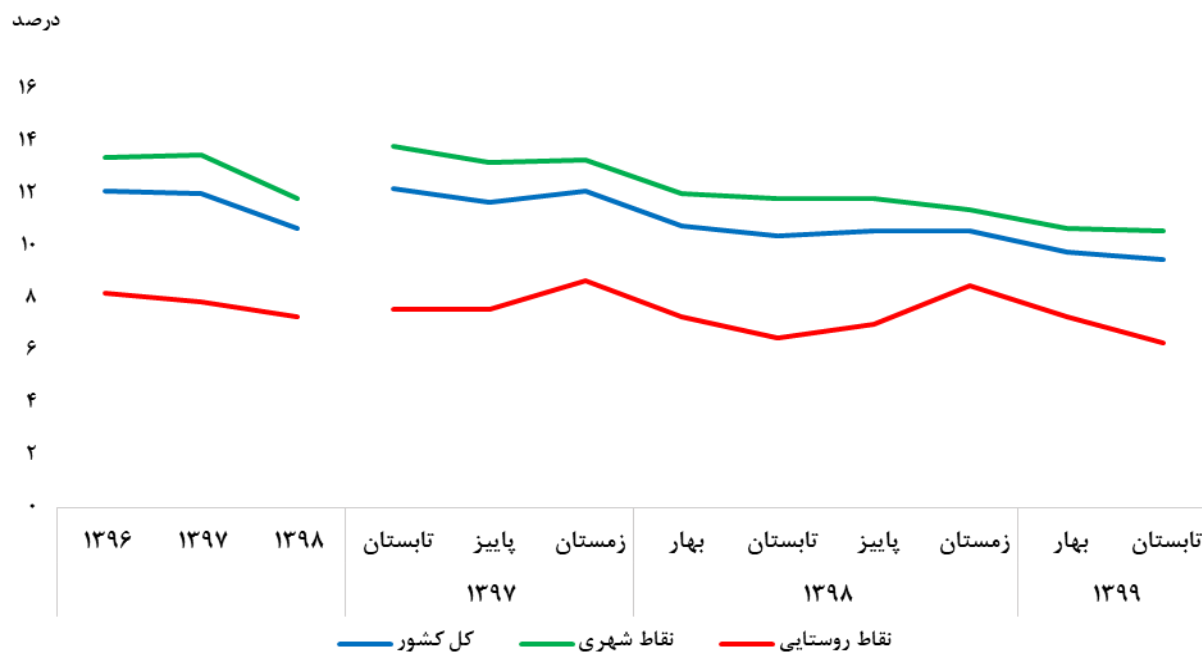 درصد
۱۶
۱۴
۱۲
۱۰
۸
۶
۴
۲
۰
۱۳۹۶ ۱۳۹۷ ۱۳۹۸ تابستان پاییز زمستان بهار تابستان پاییز زمستان بهار تابستان
۱۳۹۷ ۱۳۹۸ ۱۳۹۹
کل کشور نقاط شهری نقاط روستایی